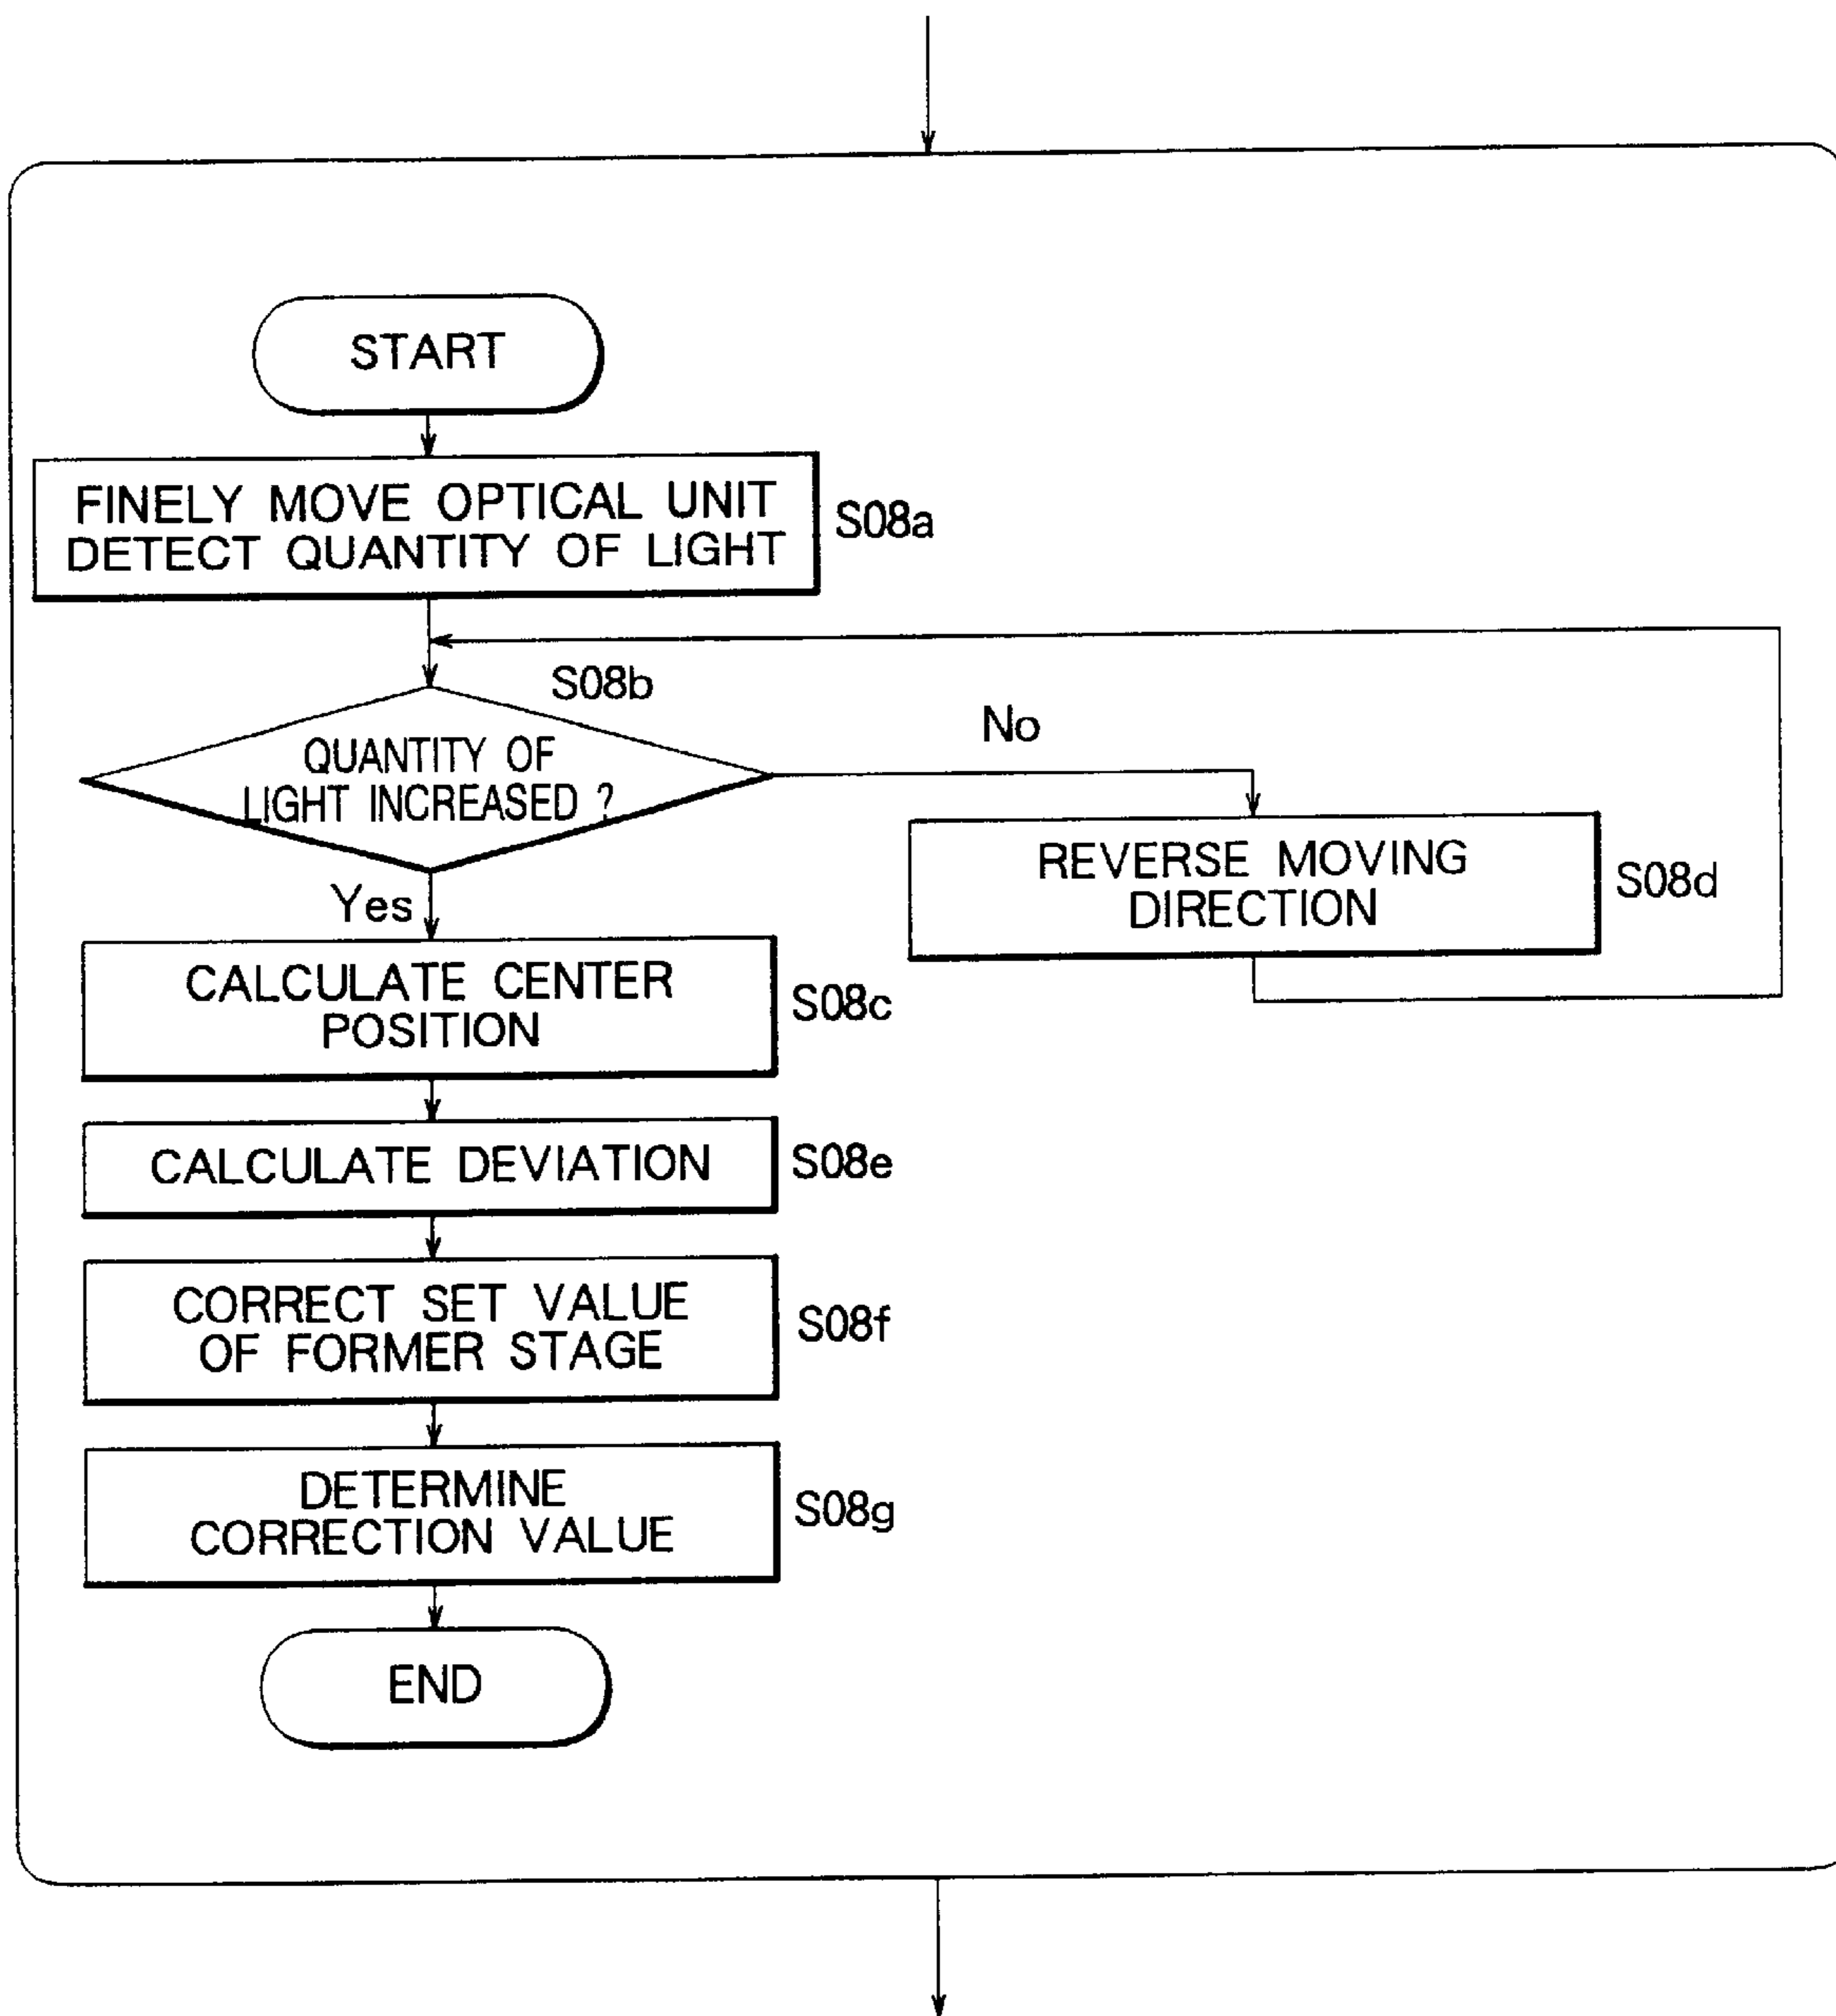 START
FINELY MOVE OPTICAL UNIT
DETECT QUANTITY OF LIGHT
S08a
S08b
QUANTITY OF
LIGHT INCREASED ?
No
Yes
REVERSE MOVING
DIRECTION
S08d
CALCULATE CENTER
POSITION
S08c
CALCULATE DEVIATION
S08e
CORRECT SET VALUE
OF FORMER STAGE
S08f
DETERMINE
CORRECTION VALUE
S08g
END